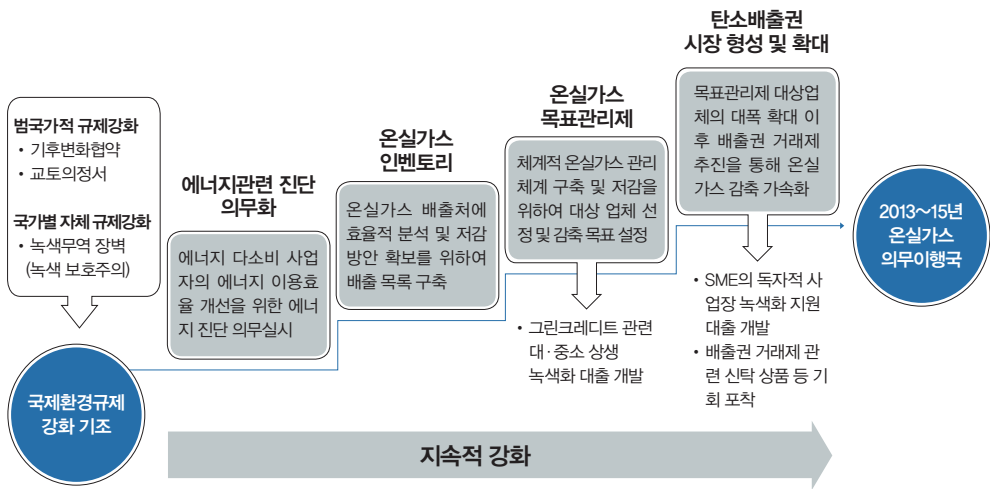 범국가적 규제강화
• 기후변화협약
• 교토의정서
국가별 자체 규제강화
• 녹색무역 장벽
(녹색 보호주의)
국제환경규제
강화 기조
에너지관련 진단
의무화
에너지 다소비 사업
자의 에너지 이용효
율 개선을 위한 에너
지 진단 의무실시
온실가스
인벤토리
온실가스 배출처에
효율적 분석 및 저감
방안 확보를 위하여
배출 목록 구축
온실가스
목표관리제
체계적 온실가스 관리
체계 구축 및 저감을
위하여 대상 업체 선
정 및 감축 목표 설정
• 그린크레디트 관련
대·중소 상생
녹색화 대출 개발
탄소배출권
시장 형성 및 확대
목표관리제 대상업
체의 대폭 확대 이
후 배출권 거래제
추진을 통해 온실
가스 감축 가속화
• SME의 독자적 사
업장 녹색화 지원
대출 개발
• 배출권 거래제 관
련 신탁 상품 등 기
회 포착
2013~15년
온실가스
의무이행국
지속적 강화